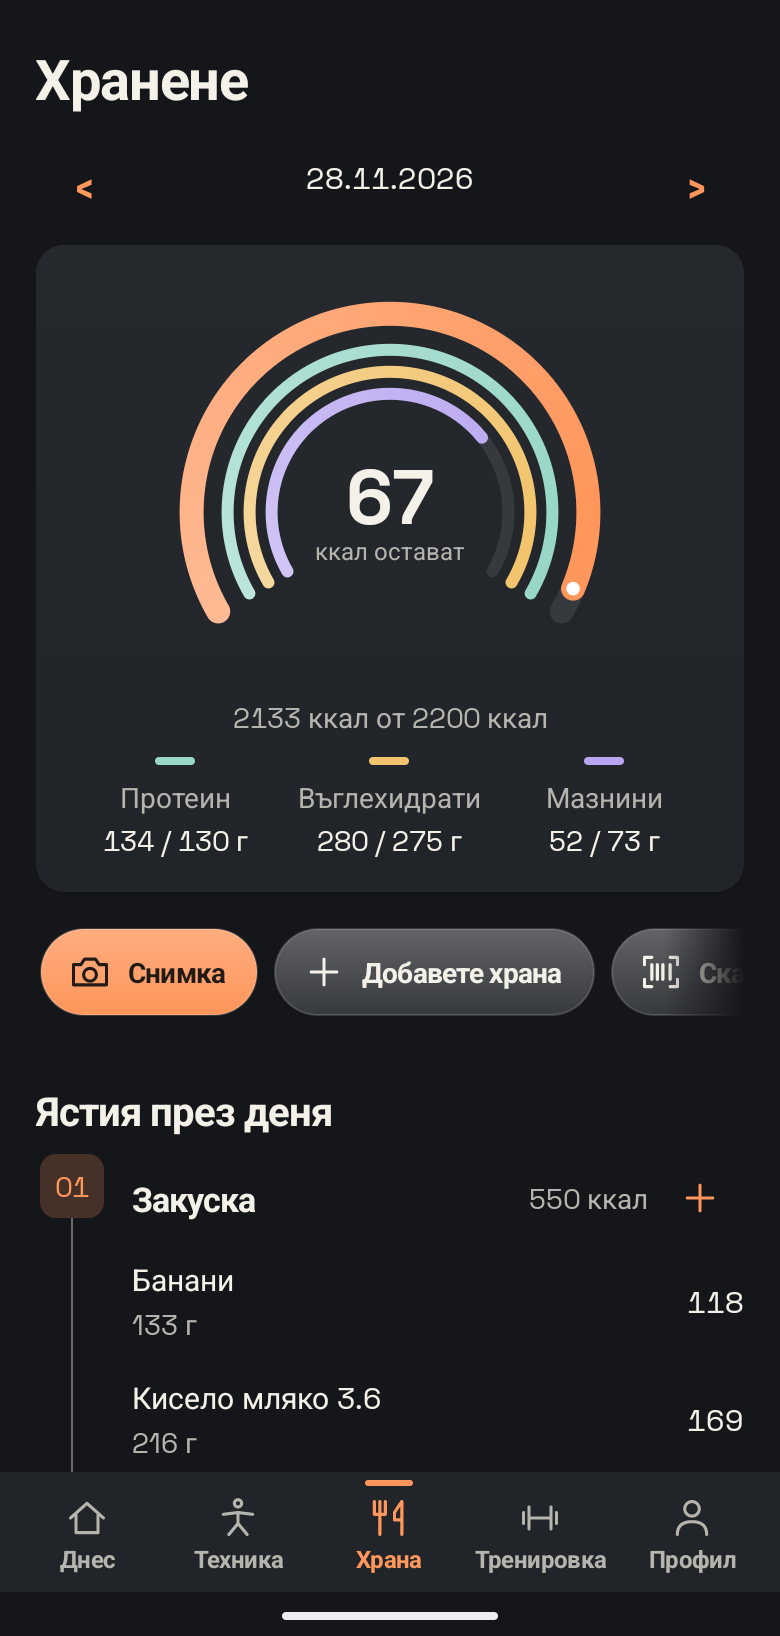 Хранене
< 28.11.2026 >
67
ккал остават
2133 ккал от 2200 ккал
Протеин Въглехидрати Мазнини
134 / 130 г 280 / 275 г 52 / 73 г
Снимка Добавете храна
Ястия през деня
01 Закуска 550 ккал
Банани 118
133 г
Кисело мляко 3.6 169
216 г
Днес Техника Храна Тренировка Профил